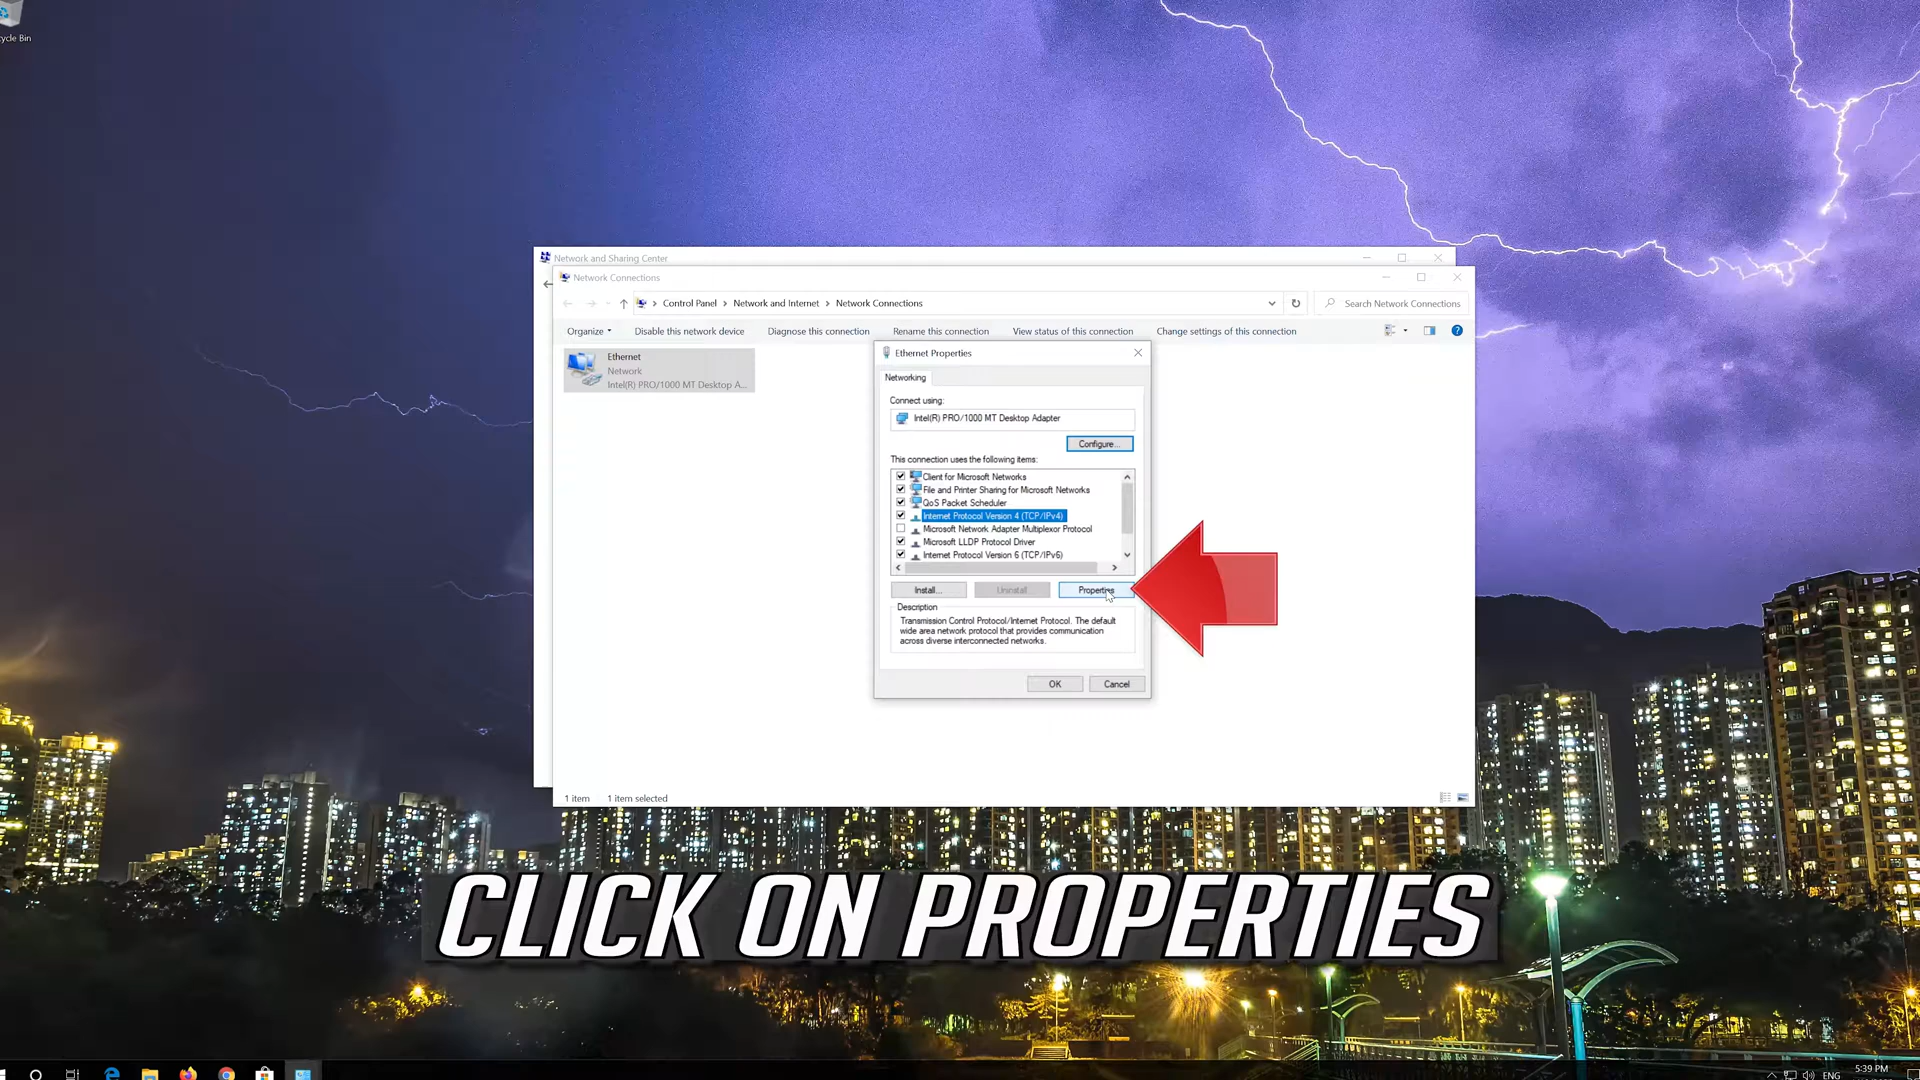 cycle Bin
Network and Sharing Center
Network Connections
Control Panel > Network and Internet > Network Connections
Search Network Connections
Organize
Disable this network device
Diagnose this connection
Rename this connection
View status of this connection
Change settings of this connection
Ethernet
Network
Intel(R) PRO/1000 MT Desktop A...
Ethernet Properties
Networking
Connect using:
Intel(R) PRO/1000 MT Desktop Adapter
Configure...
This connection uses the following items:
Client for Microsoft Networks
File and Printer Sharing for Microsoft Networks
QoS Packet Scheduler
Internet Protocol Version 4 (TCP/IPv4)
Microsoft Network Adapter Multiplexor Protocol
Microsoft LLDP Protocol Driver
Internet Protocol Version 6 (TCP/IPv6)
Install...
Uninstall
Properties
Description
Transmission Control Protocol/Internet Protocol. The default
wide area network protocol that provides communication
across diverse interconnected networks.
OK
Cancel
1 item
1 item selected
CLICK ON PROPERTIES
ENG
5:39 PM